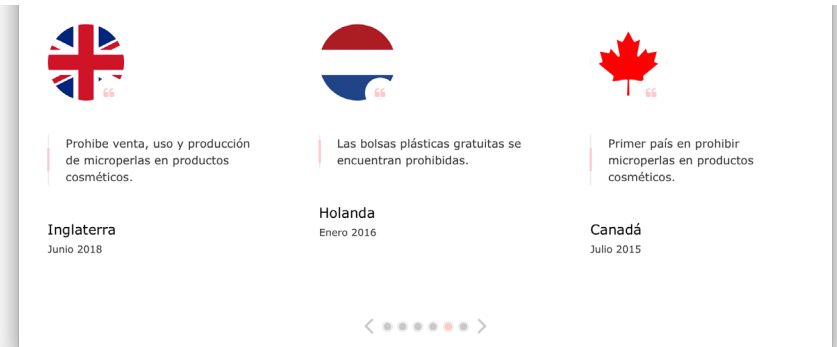 Prohibe venta, uso y producción
de microperlas en productos
cosméticos.
Inglaterra
Junio 2018
Las bolsas plásticas gratuitas se
encuentran prohibidas.
Holanda
Enero 2016
Primer país en prohibir
microperlas en productos
cosméticos.
Canadá
Julio 2015